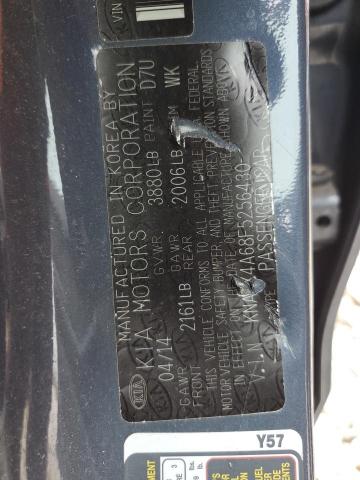 MANUFACTURED IN KOREA BY
KIA MOTORS CORPORATION
04/14 GVWR 3880LB PAINT D7U
GAWR FRONT 2161LB GAWR REAR 2006LB WK
THIS VEHICLE CONFORMS TO ALL APPLICABLE FEDERAL
MOTOR VEHICLE SAFETY, BUMPER, AND THEFT PREVENTION STANDARDS
IN EFFECT ON THE DATE OF MANUFACTURE SHOWN ABOVE.
V.I.N
PASSENGER
KIA
VIN
Y57